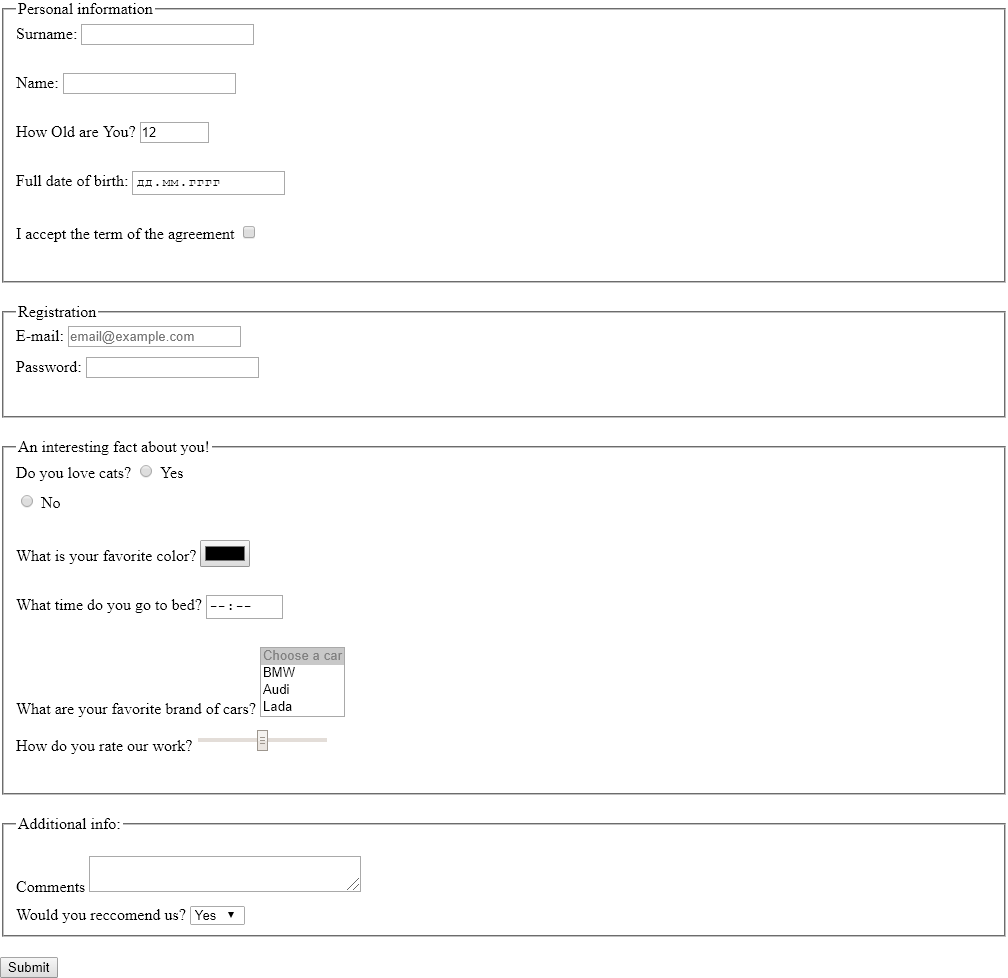 Personal information
Surname:
Name:
How Old are You? 12
Full date of birth: дд.мм.гггг
I accept the term of the agreement
Registration
E-mail: email@example.com
Password:
An interesting fact about you!
Do you love cats? Yes
No
What is your favorite color?
What time do you go to bed? --:--
Choose a car
BMW
Audi
Lada
What are your favorite brand of cars?
How do you rate our work?
Additional info:
Comments
Would you reccomend us? Yes
Submit